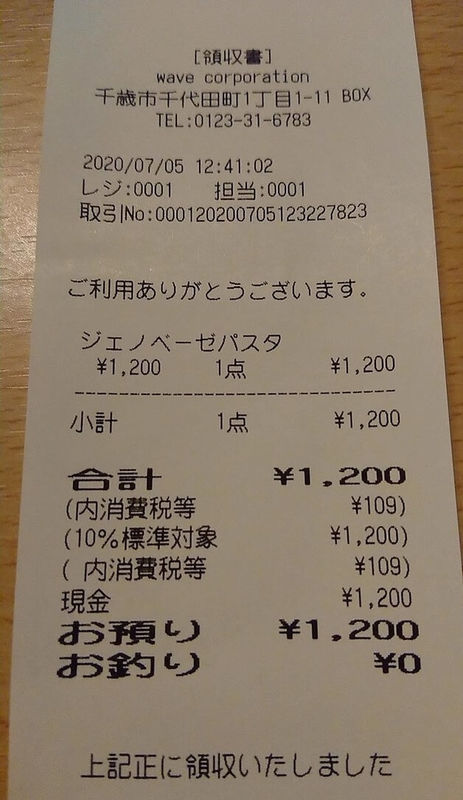 [領収書]
wave corporation
千歳市千代田町1丁目1-11 BOX
TEL:0123-31-6783
2020/07/05 12:41:02
レジ:0001 担当:0001
取引No:000120200705123227823
ご利用ありがとうございます。
ジェノベーゼパスタ
¥1,200 1点 ¥1,200
--------------------------------
小計 1点 ¥1,200
合計 ¥1,200
(内消費税等 ¥109)
(10%標準対象 ¥1,200)
( 内消費税等 ¥109)
現金 ¥1,200
お預り ¥1,200
お釣り ¥0
上記正に領収いたしました